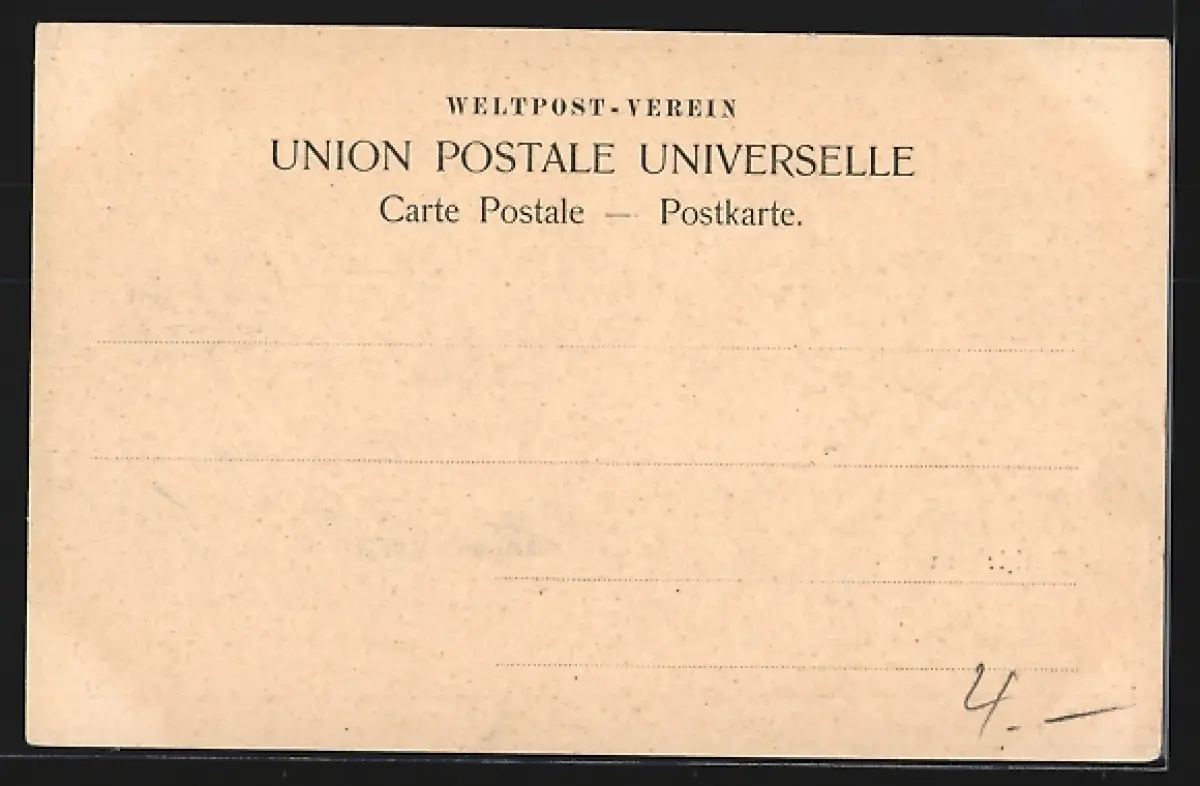 WELTPOST-VEREIN
UNION POSTALE UNIVERSELLE
Carte Postale — Postkarte.
4.—